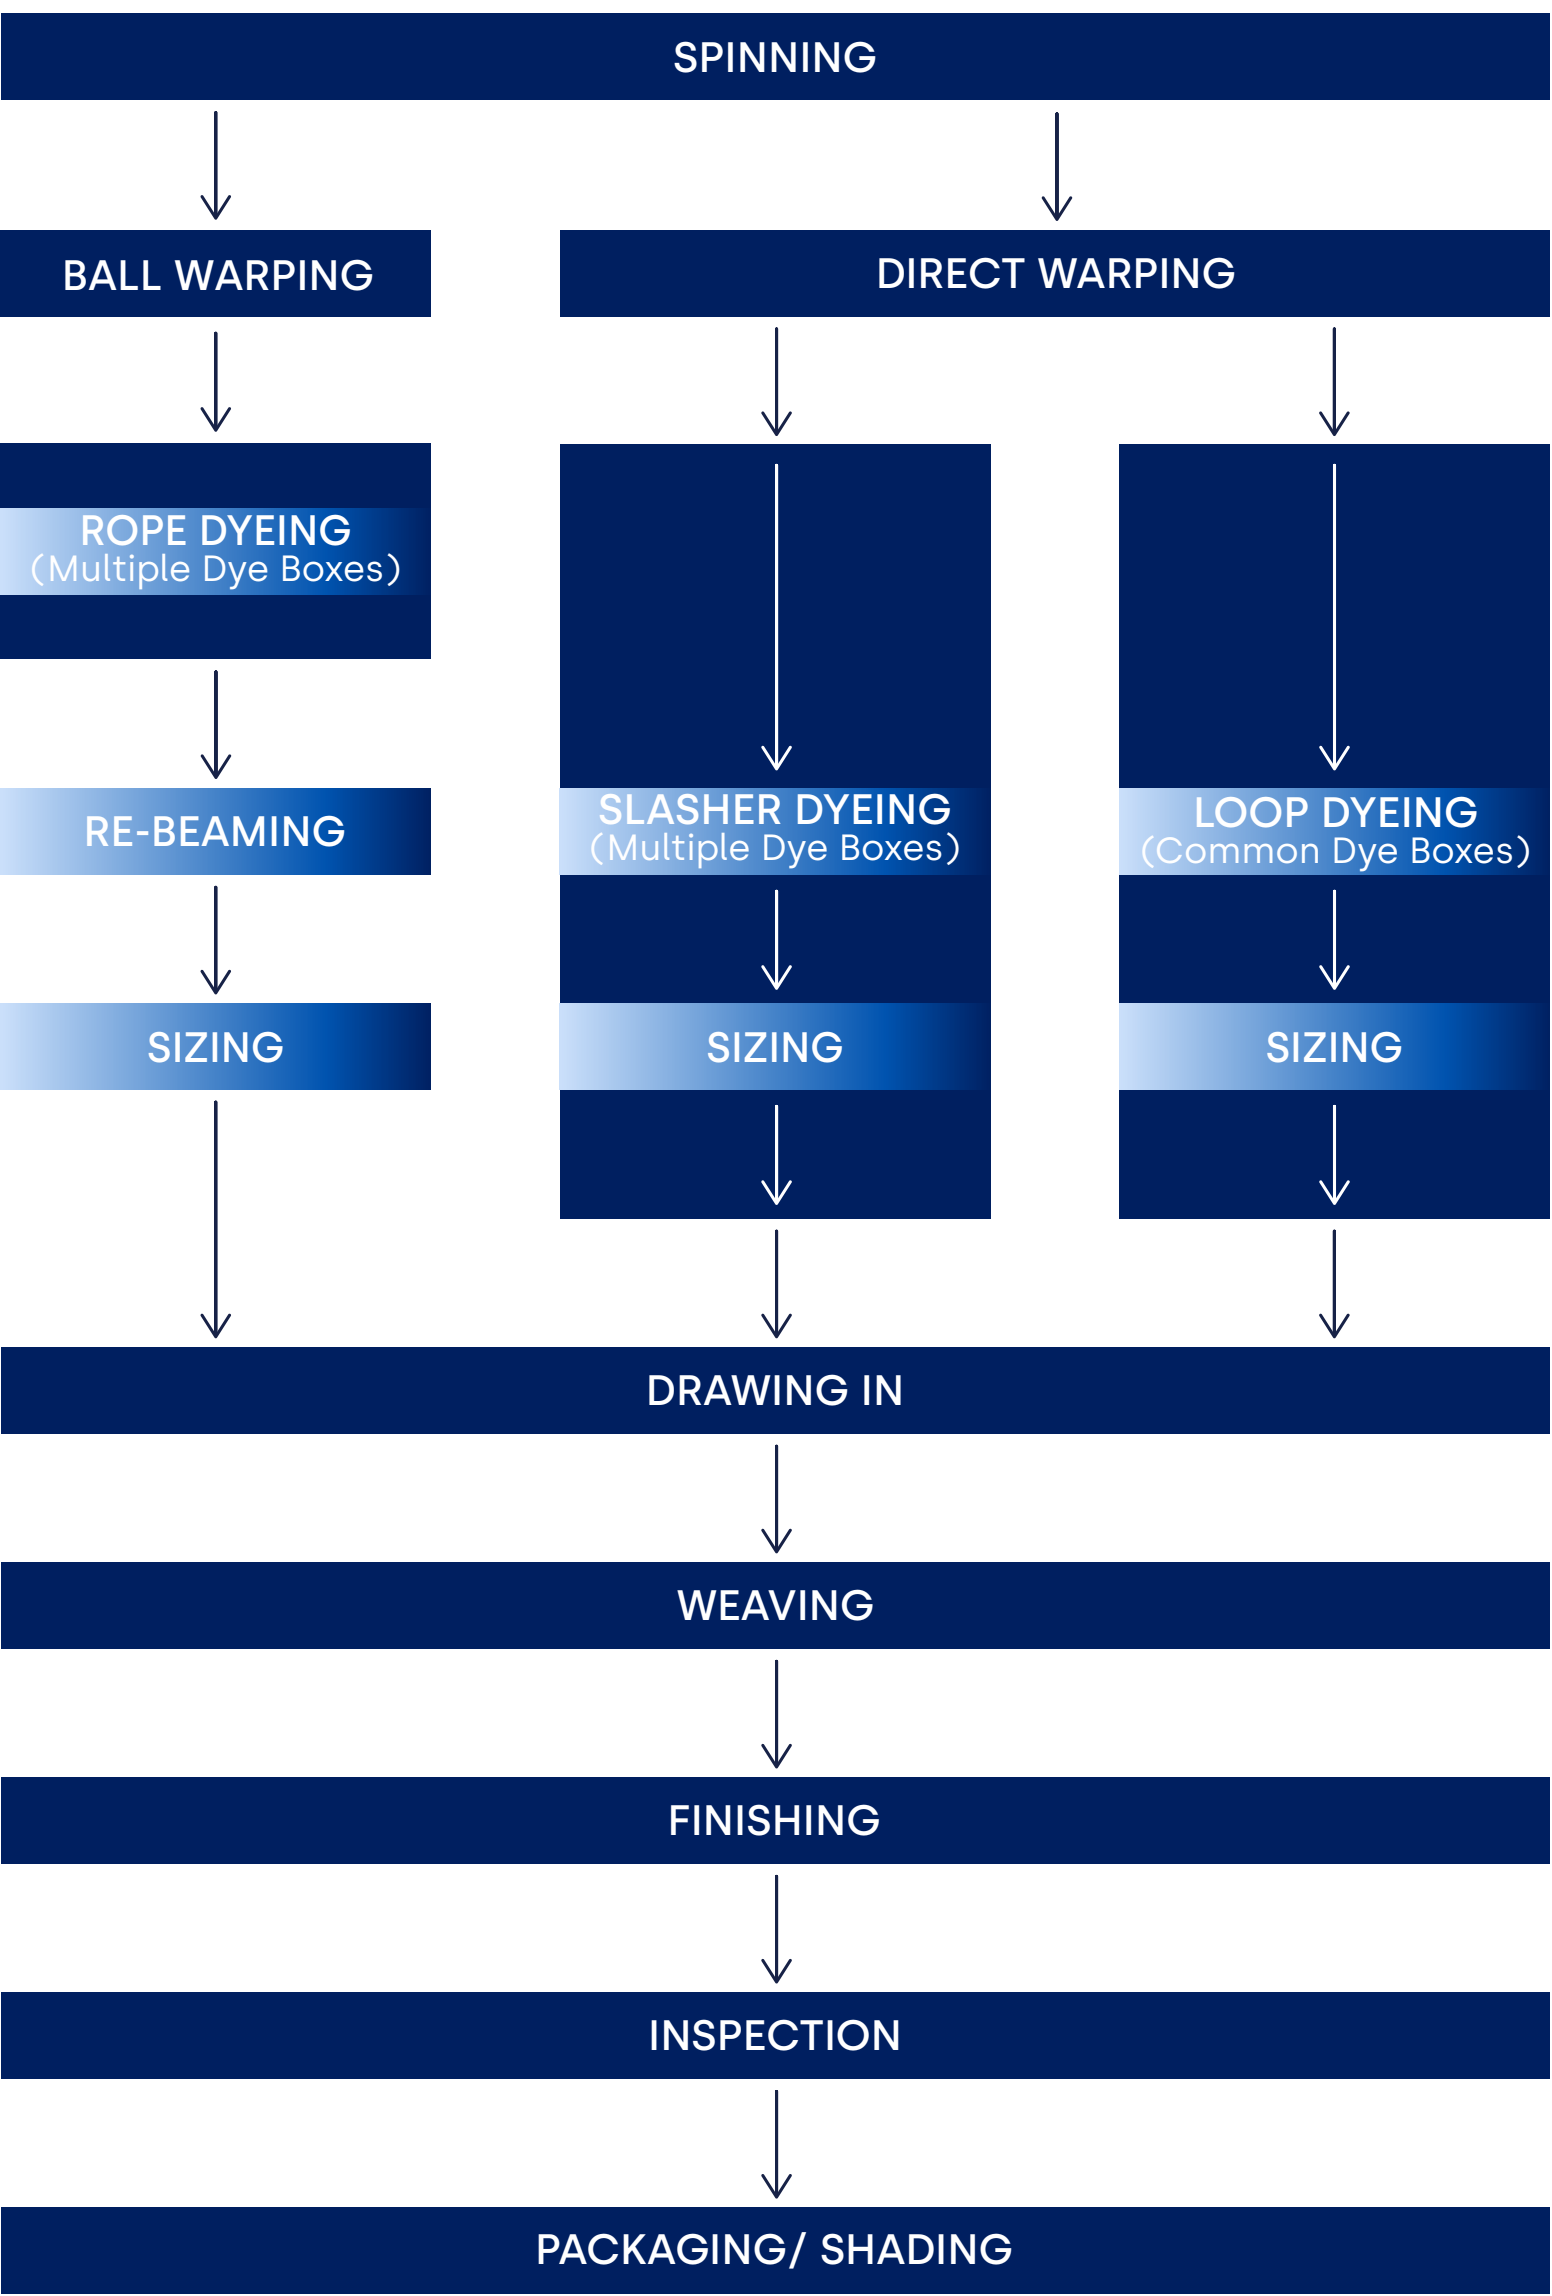 SPINNING
BALL WARPING
DIRECT WARPING
ROPE DYEING
(Multiple Dye Boxes)
RE-BEAMING
SLASHER DYEING
(Multiple Dye Boxes)
LOOP DYEING
(Common Dye Boxes)
SIZING
SIZING
SIZING
DRAWING IN
WEAVING
FINISHING
INSPECTION
PACKAGING/ SHADING